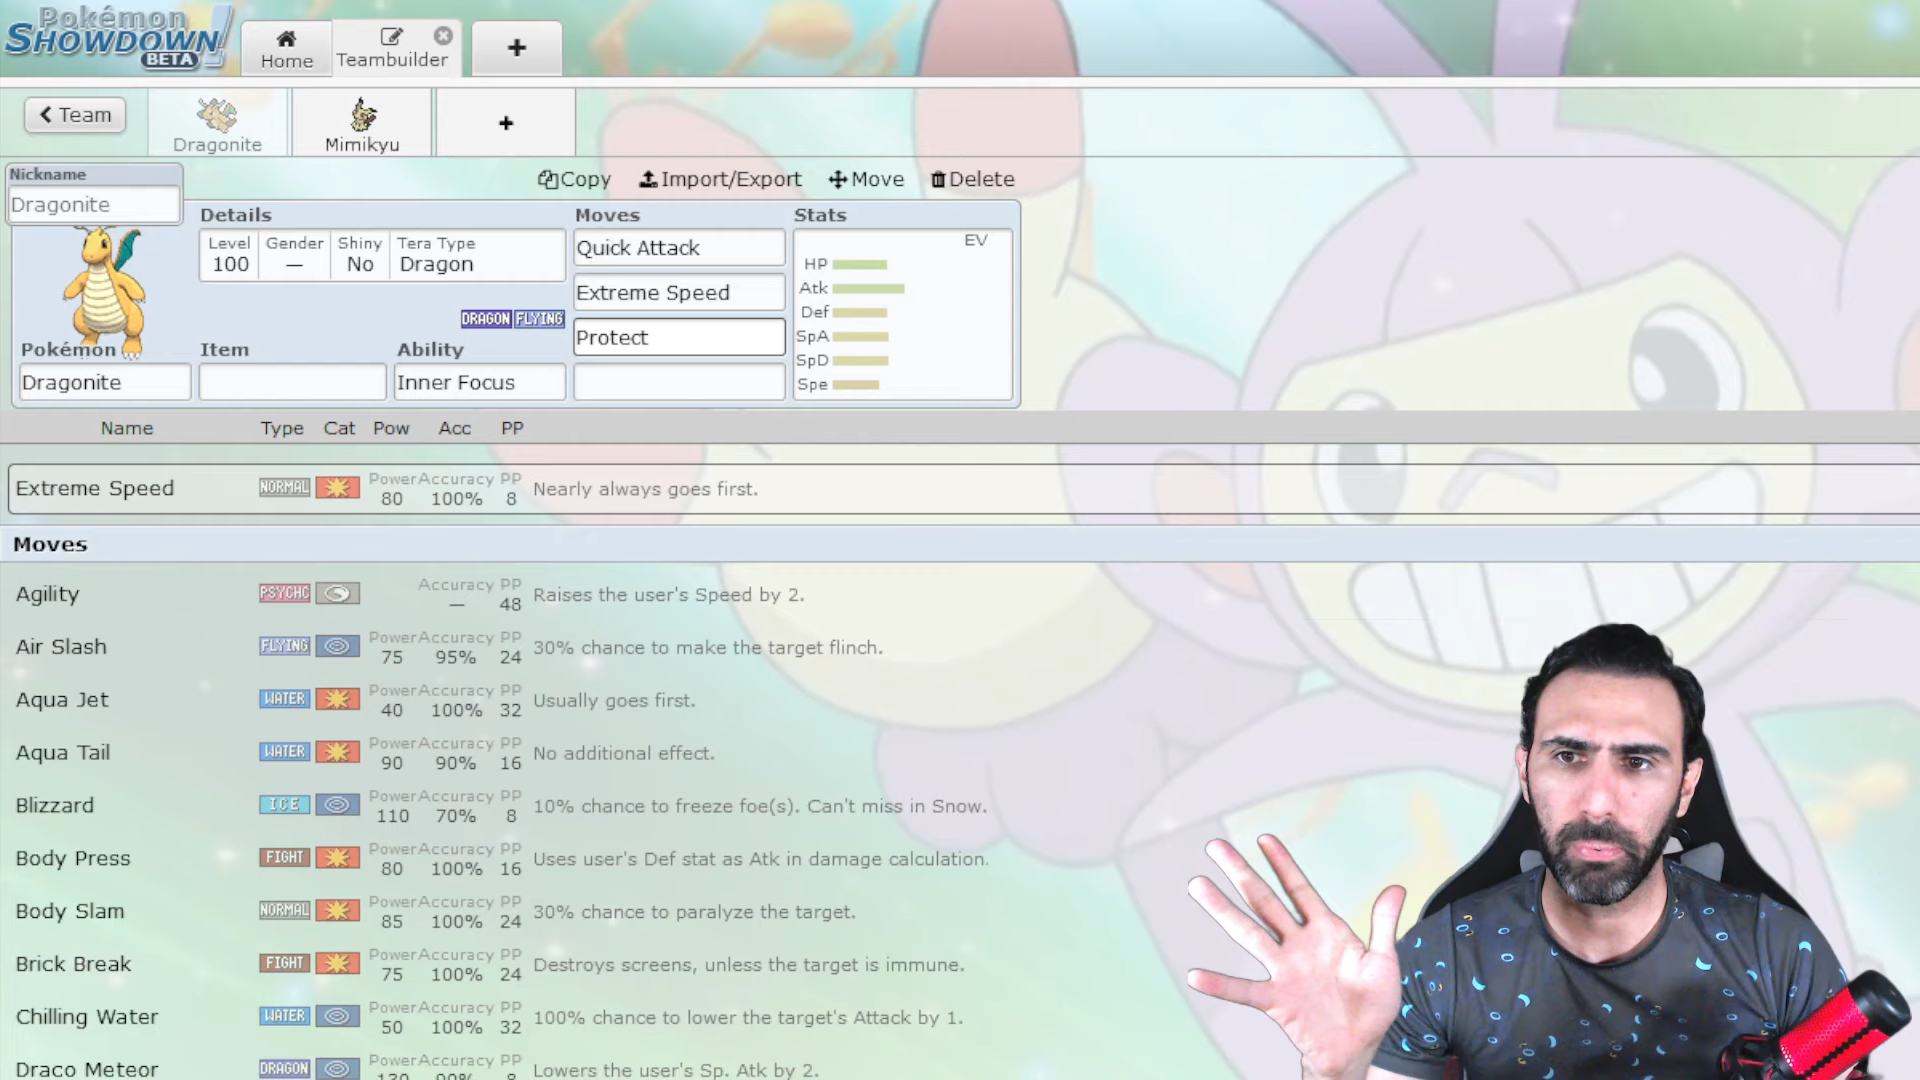 Pokémon
SHOWDOWN!
BETA
Home
Teambuilder
+
Team
Dragonite
Mimikyu
+
Nickname
Dragonite
Copy Import/Export Move Delete
Details Moves Stats
Level Gender Shiny Tera Type
100 — No Dragon
Quick Attack
Extreme Speed
Protect
EV
HP
Atk
Def
SpA
SpD
Spe
DRAGON FLYING
Pokémon Item Ability
Dragonite Inner Focus
Name Type Cat Pow Acc PP
Extreme Speed NORMAL Power 80 Accuracy 100% PP 8 Nearly always goes first.
Moves
Agility PSYCHC Accuracy — PP 48 Raises the user's Speed by 2.
Air Slash FLYING Power 75 Accuracy 95% PP 24 30% chance to make the target flinch.
Aqua Jet WATER Power 40 Accuracy 100% PP 32 Usually goes first.
Aqua Tail WATER Power 90 Accuracy 90% PP 16 No additional effect.
Blizzard ICE Power 110 Accuracy 70% PP 8 10% chance to freeze foe(s). Can't miss in Snow.
Body Press FIGHT Power 80 Accuracy 100% PP 16 Uses user's Def stat as Atk in damage calculation.
Body Slam NORMAL Power 85 Accuracy 100% PP 24 30% chance to paralyze the target.
Brick Break FIGHT Power 75 Accuracy 100% PP 24 Destroys screens, unless the target is immune.
Chilling Water WATER Power 50 Accuracy 100% PP 32 100% chance to lower the target's Attack by 1.
Draco Meteor DRAGON Power 130 Accuracy 90% PP 8 Lowers the user's Sp. Atk by 2.